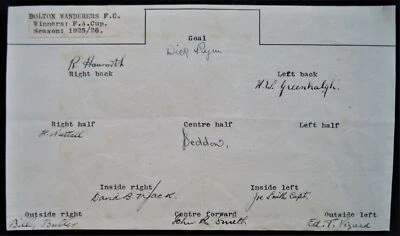 BOLTON WANDERERS F.C.
Winners: F.A.Cup.
Season: 1925/26.
Goal
Dick Pym
R Haworth
Right back
Left back
H.W. Greenhalgh.
Right half
Centre half
Left half
H Nuttall
Seddon.
Inside right
Inside left
David B N Jack.
Joe Smith Capt.
Outside right
Centre forward
Outside left
Billy Butler
John R. Smith.
Ed. T. Vizard